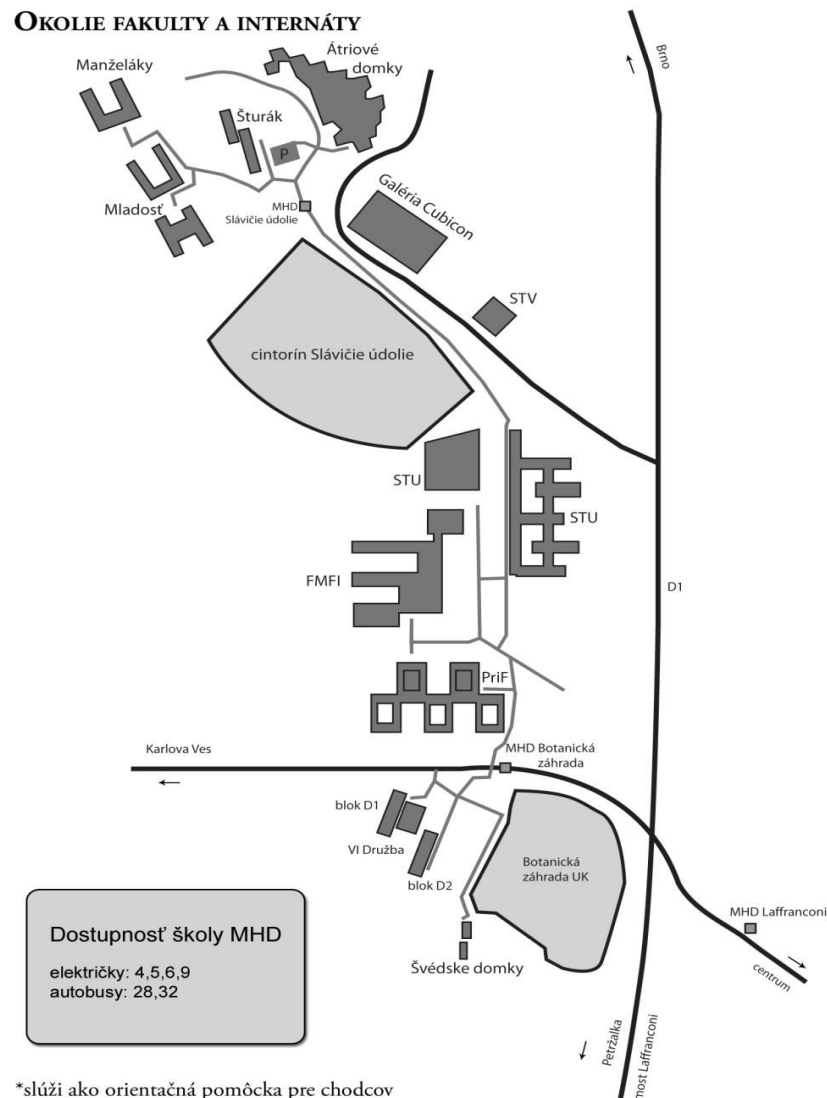 OKOLIE FAKULTY A INTERNÁTY
Átriové
domky
Manželáky
Brno
Šturák
P
Galéria Cubicon
Mladosť
MHD
Slávičie údolie
STV
cintorín Slávičie údolie
STU
STU
FMFI
D1
PriF
Karlova Ves
MHD Botanická
záhrada
blok D1
VI Družba
blok D2
Botanická
záhrada UK
MHD Laffranconi
Švédske domky
centrum
Dostupnosť školy MHD
električky: 4,5,6,9
autobusy: 28,32
Petržalka
most Laffranconi
*slúži ako orientačná pomôcka pre chodcov